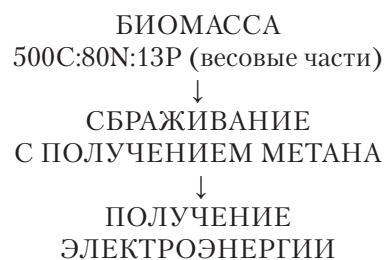 БИОМАССА
500C:80N:13P (весовые части)
↓
СБРАЖИВАНИЕ
С ПОЛУЧЕНИЕМ МЕТАНА
↓
ПОЛУЧЕНИЕ
ЭЛЕКТРОЭНЕРГИИ